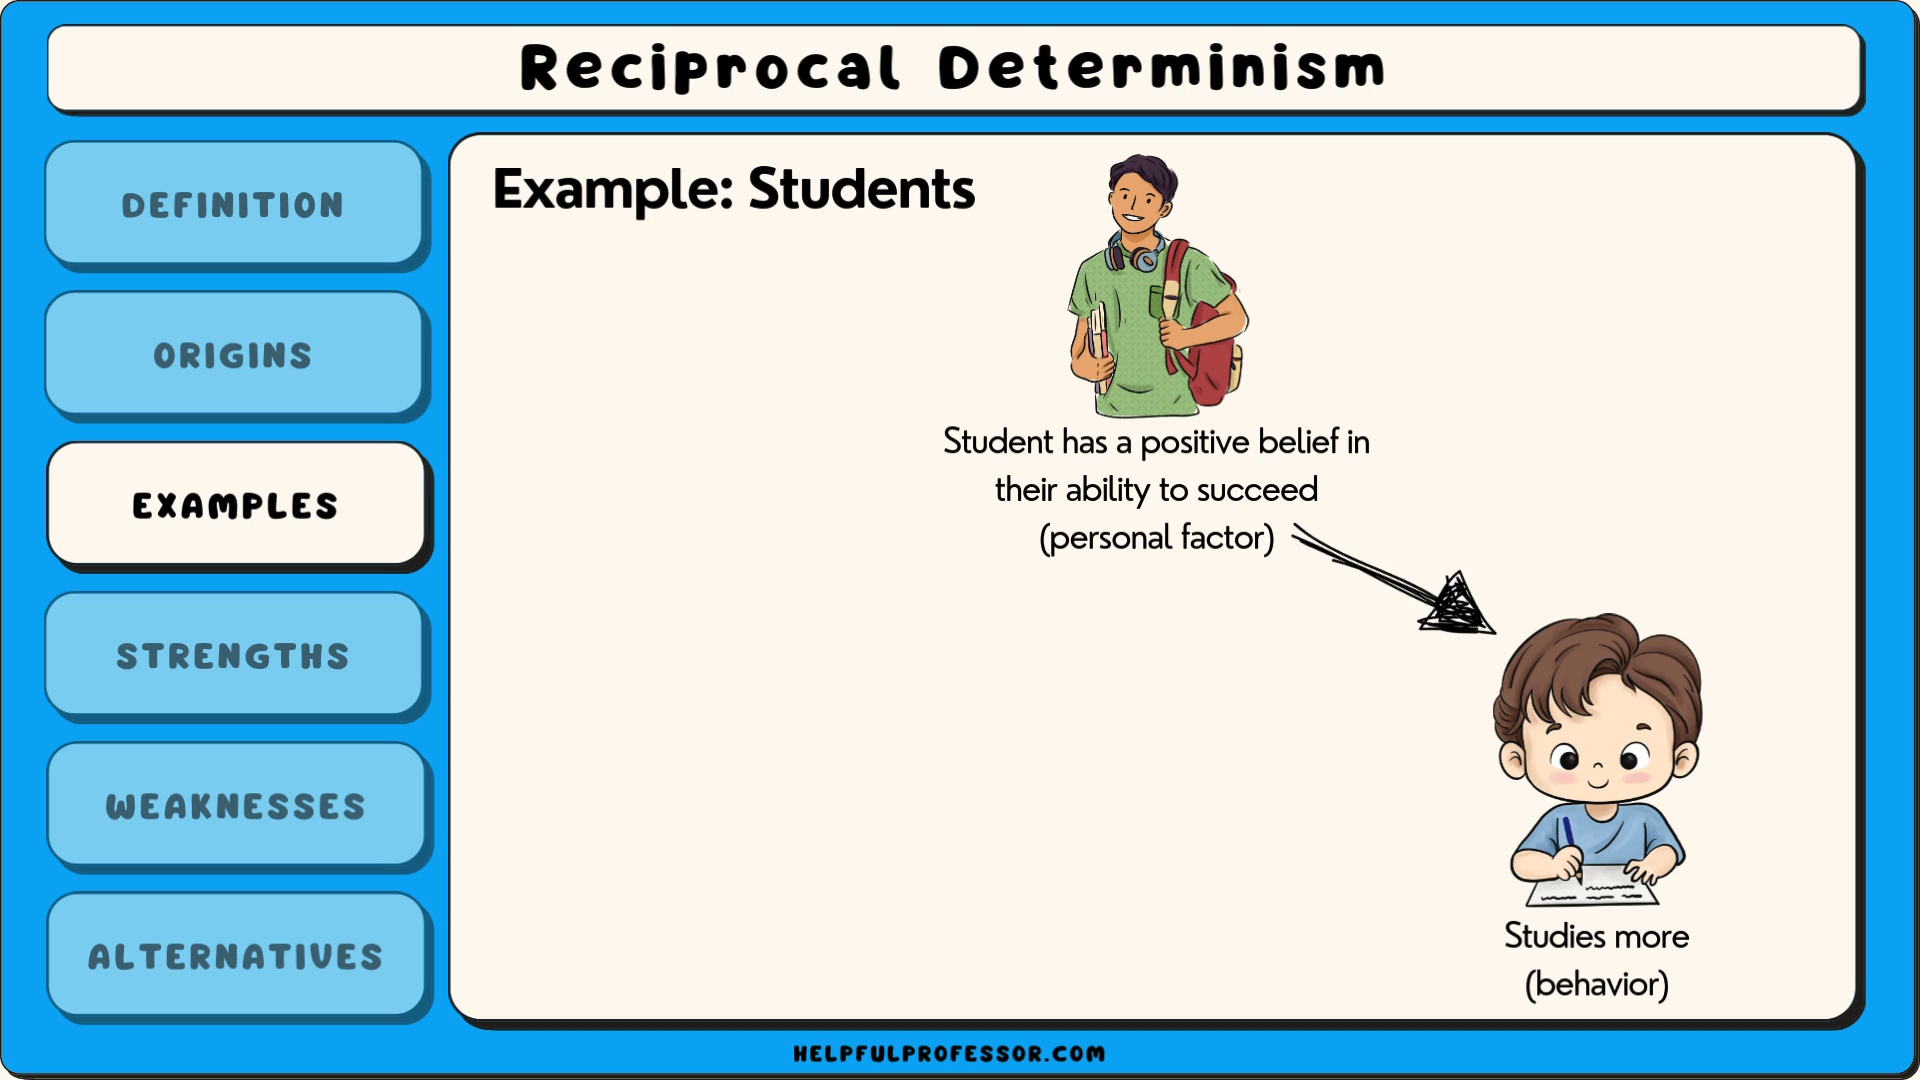 Reciprocal Determinism
DEFINITION
ORIGINS
EXAMPLES
STRENGTHS
WEAKNESSES
ALTERNATIVES
Example: Students
Student has a positive belief in
their ability to succeed
(personal factor)
Studies more
(behavior)
HELPFULPROFESSOR.COM